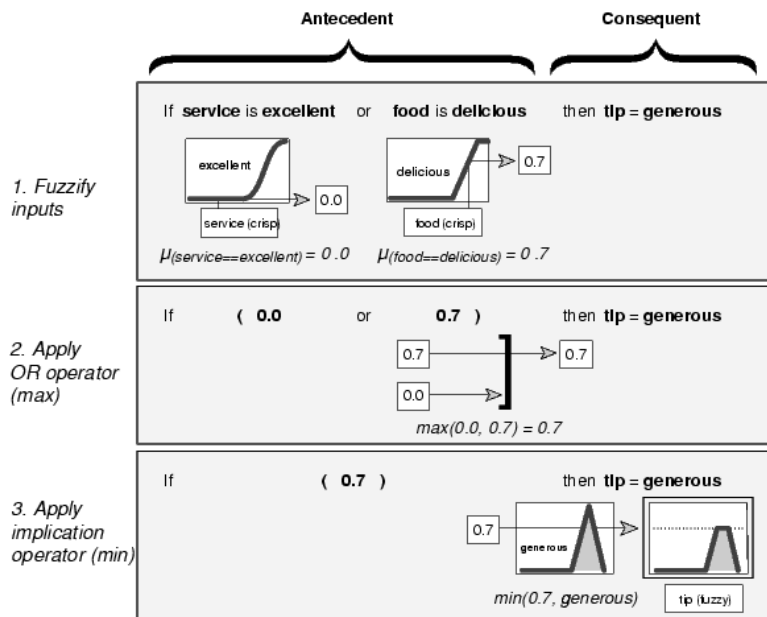 Antecedent Consequent
If service is excellent or food is delicious then tip = generous
1. Fuzzify
inputs
excellent
0.0
service (crisp)
delicious
0.7
food (crisp)
μ(service==excellent) = 0.0 μ(food==delicious) = 0.7
If ( 0.0 or 0.7 ) then tip = generous
2. Apply
OR operator
(max)
0.7 0.7
0.0
max(0.0, 0.7) = 0.7
If ( 0.7 ) then tip = generous
3. Apply
implication
operator (min)
0.7
generous
min(0.7, generous)
tip (fuzzy)